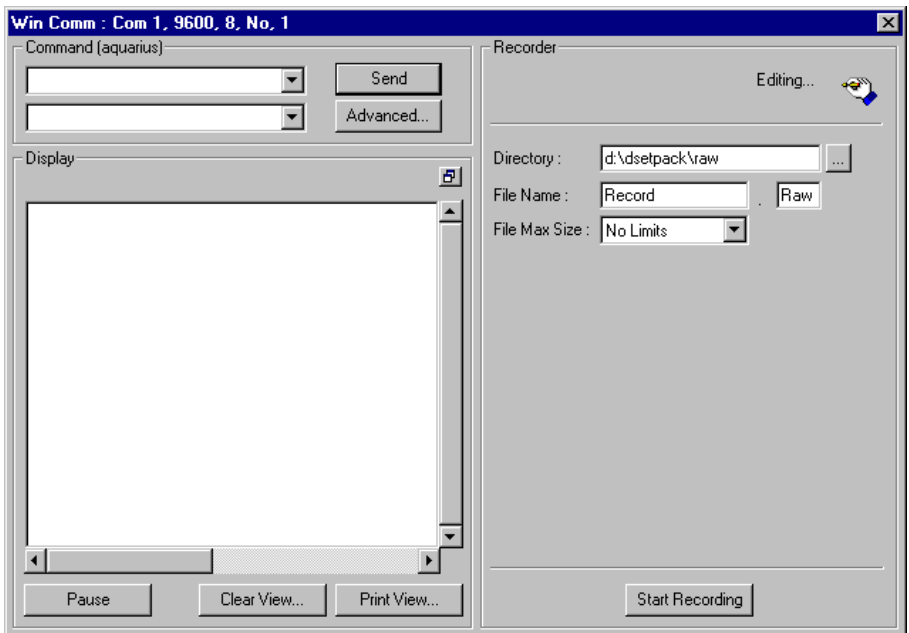 Win Comm : Com 1, 9600, 8, No, 1
Command (aquarius)
Send
Advanced...
Display
Pause
Clear View...
Print View...
Recorder
Editing...
Directory :
d:\dsetpack\raw
...
File Name :
Record
.
Raw
File Max Size :
No Limits
Start Recording